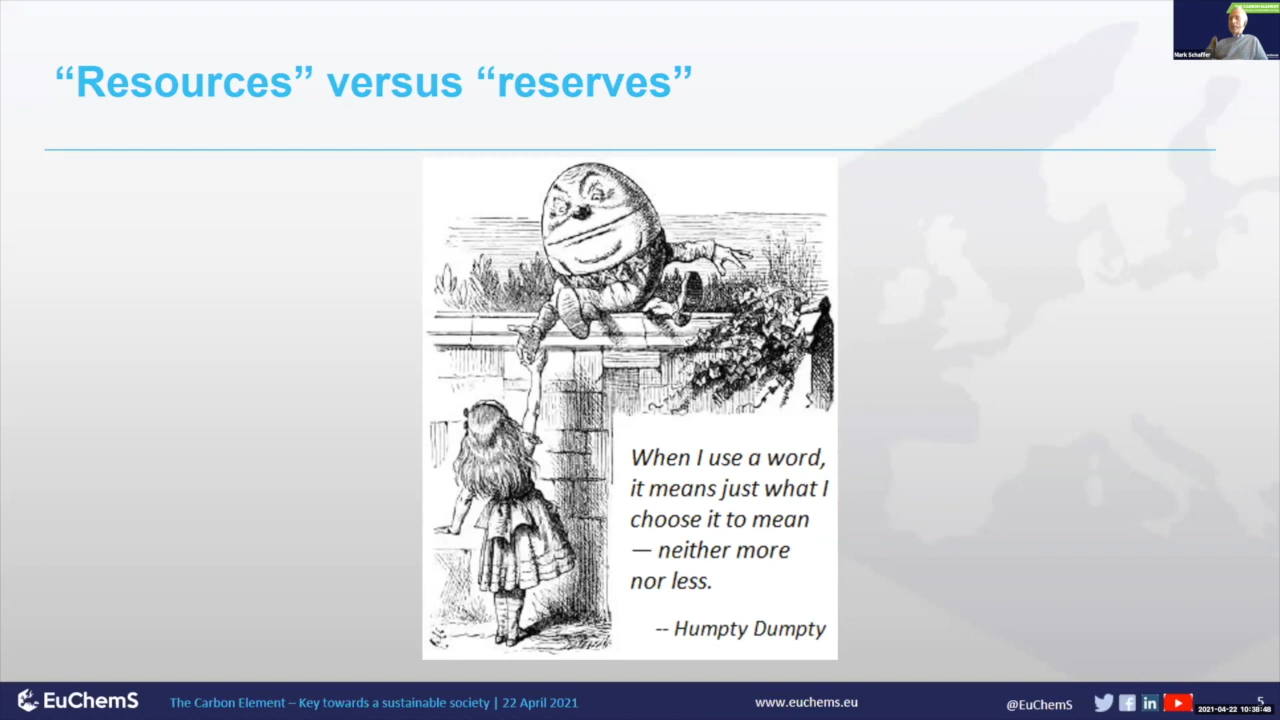 Mark Schaffer
“Resources” versus “reserves”
When I use a word,
it means just what I
choose it to mean
— neither more
nor less.
-- Humpty Dumpty
EuChemS
The Carbon Element – Key towards a sustainable society | 22 April 2021
www.euchems.eu
@EuChemS
5
2021-04-22 10:38:48